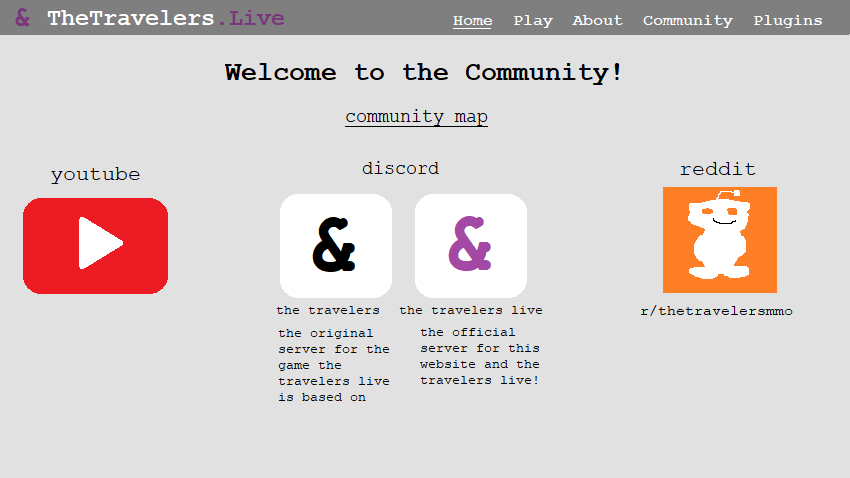 & TheTravelers.Live
Home Play About Community Plugins
Welcome to the Community!
community map
youtube
discord
&
&
the travelers
the original
server for the
game the
travelers live
is based on
the travelers live
the official
server for this
website and the
travelers live!
reddit
r/thetravelersmmo